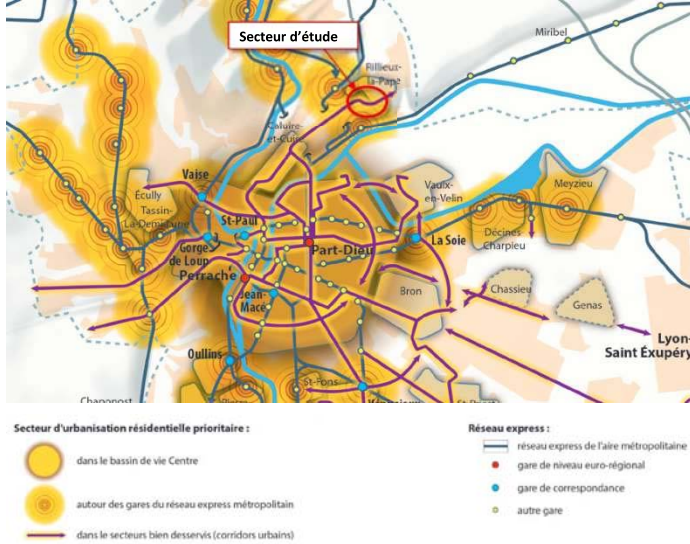 Secteur d'étude
Miribel
Rillieux-
la-Pape
Caluire-
et-Cuire
Vaise
Écully
Tassin-
La-Demi-Lune
Vaulx-
en-Velin
Meyzieu
St-Paul
Gorge
de Loup
Part-Dieu
La Soie
Décines
Charpieu
Perrache
Jean-
Macé
Bron
Chassieu
Genas
Lyon-
Saint Éxupéry
Oullins
St-Fons
Chaponost
Secteur d'urbanisation résidentielle prioritaire :
dans le bassin de vie Centre
autour des gares du réseau express métropolitain
dans le secteurs bien desservis (corridors urbains)
Réseau express :
réseau express de l'aire métropolitaine
gare de niveau euro-régional
gare de correspondance
autre gare